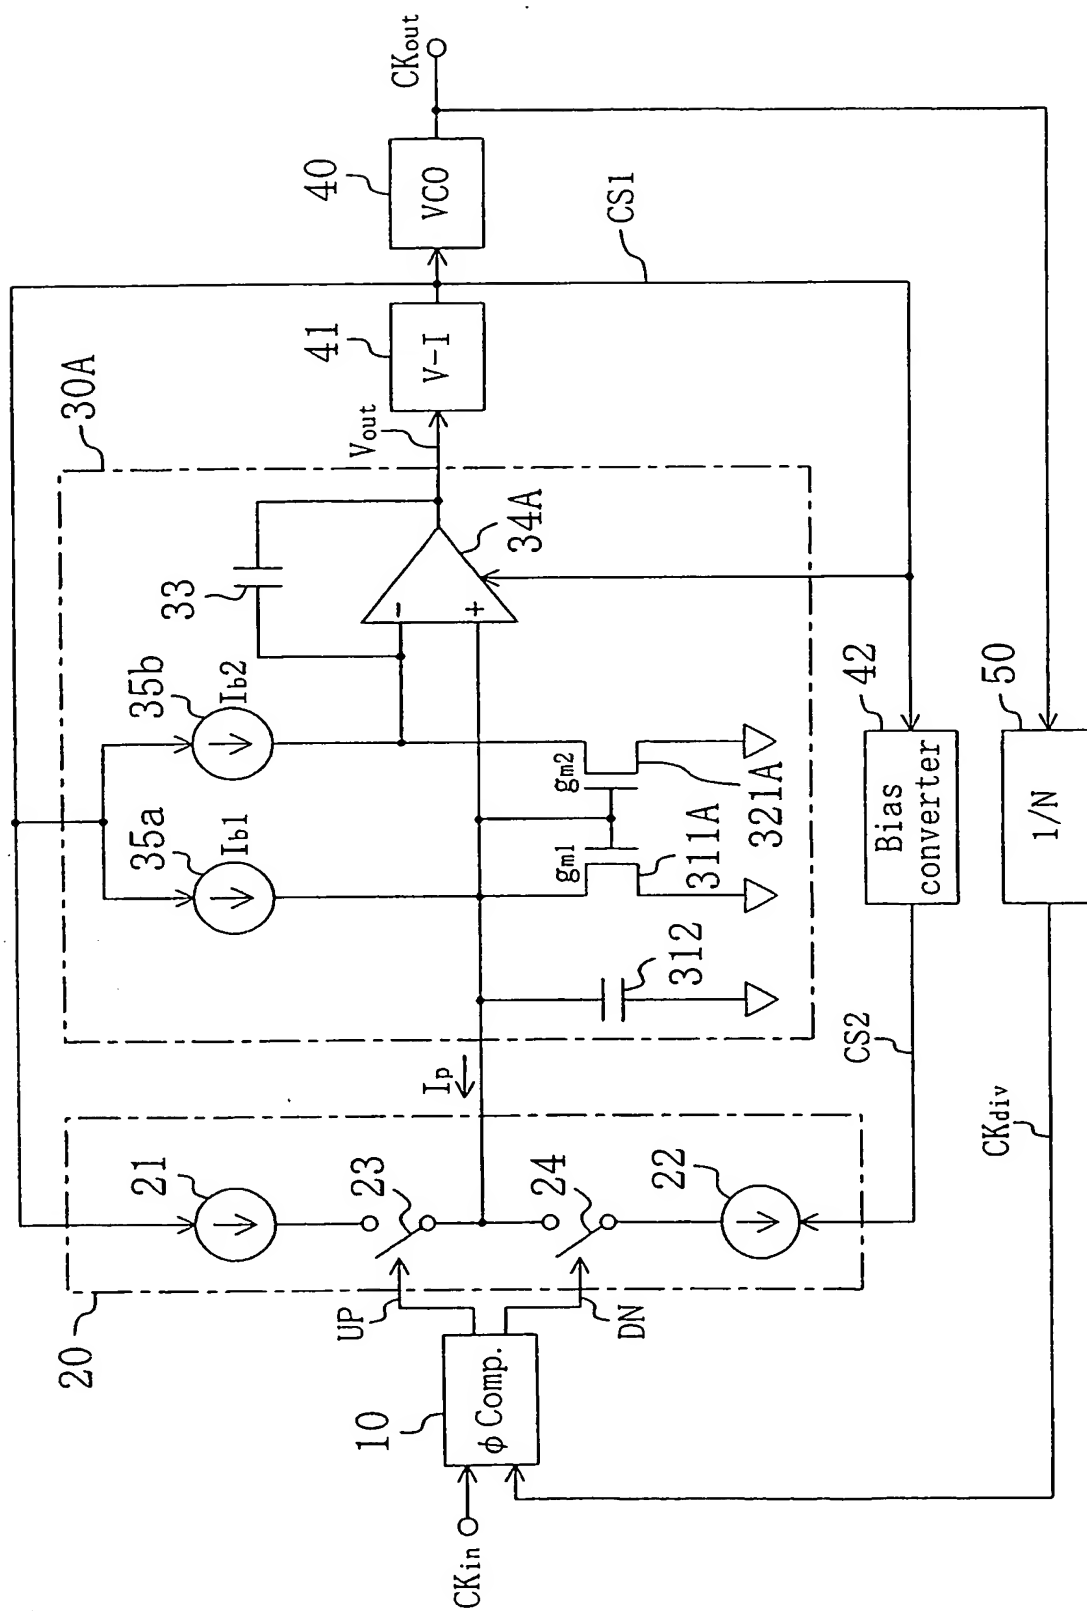 20
21
23
24
22
UP
DN
10
φ Comp.
CKin
Ip
30A
35a
Ib1
35b
Ib2
33
gm1
gm2
311A
321A
312
-
+
34A
Vout
41
V-I
40
VCO
CKout
CS1
42
Bias
converter
CS2
50
1/N
CKdiv